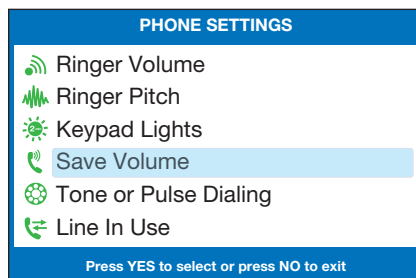 PHONE SETTINGS
Ringer Volume
Ringer Pitch
Keypad Lights
Save Volume
Tone or Pulse Dialing
Line In Use
Press YES to select or press NO to exit